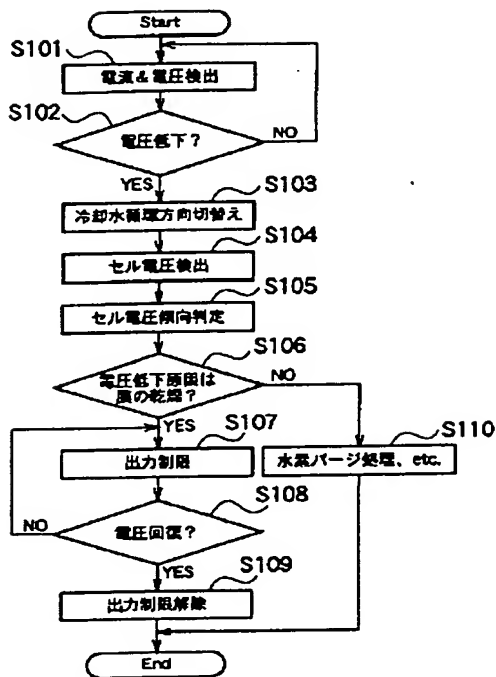 Start
S101
電流&電圧検出
S102
電圧低下?
NO
YES
S103
冷却水循環方向切替え
S104
セル電圧検出
S105
セル電圧傾向判定
S106
電圧低下原因は
膜の乾燥?
NO
YES
S107
出力制限
S110
水素パージ処理、etc.
S108
電圧回復?
NO
YES
S109
出力制限解除
End